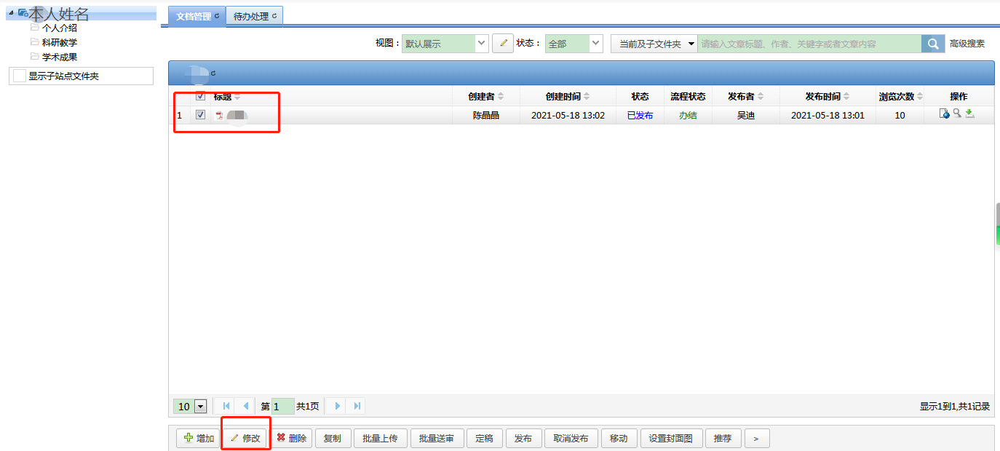 本人姓名
个人介绍
科研教学
学术成果
显示子站点文件夹
文档管理 待办处理
视图： 默认展示 状态： 全部 当前及子文件夹 请输入文章标题、作者、关键字或者文章内容 高级搜索
标题 创建者 创建时间 状态 流程状态 发布者 发布时间 浏览次数 操作
1 陈晶晶 2021-05-18 13:02 已发布 办结 吴迪 2021-05-18 13:01 10
10 第 1 共1页 显示1到1,共1记录
增加 修改 删除 复制 批量上传 批量送审 定稿 发布 取消发布 移动 设置封面图 推荐 >